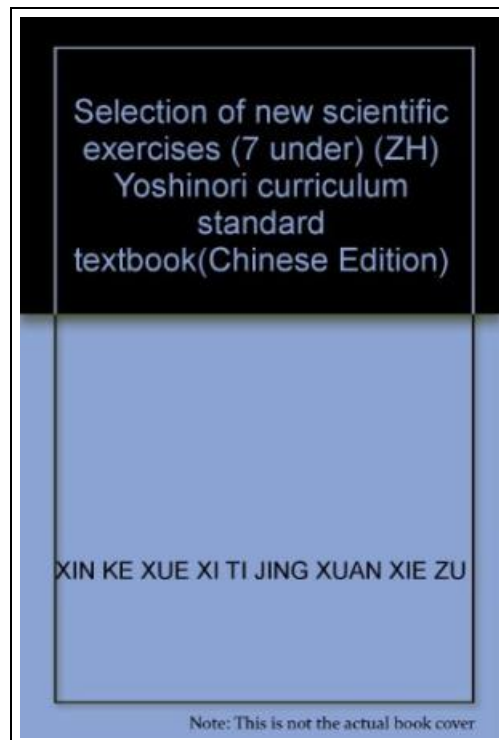 Selection of new scientific
exercises (7 under) (ZH)
Yoshinori curriculum
standard
textbook(Chinese Edition)
XIN KE XUE XI TI JING XUAN XIE ZU
Note: This is not the actual book cover